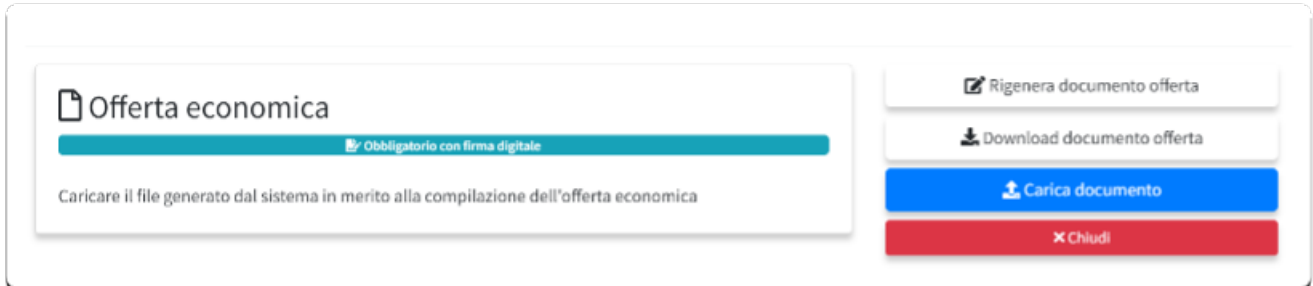 Offerta economica
Obbligatorio con firma digitale
Caricare il file generato dal sistema in merito alla compilazione dell'offerta economica
Rigenera documento offerta
Download documento offerta
Carica documento
Chiudi